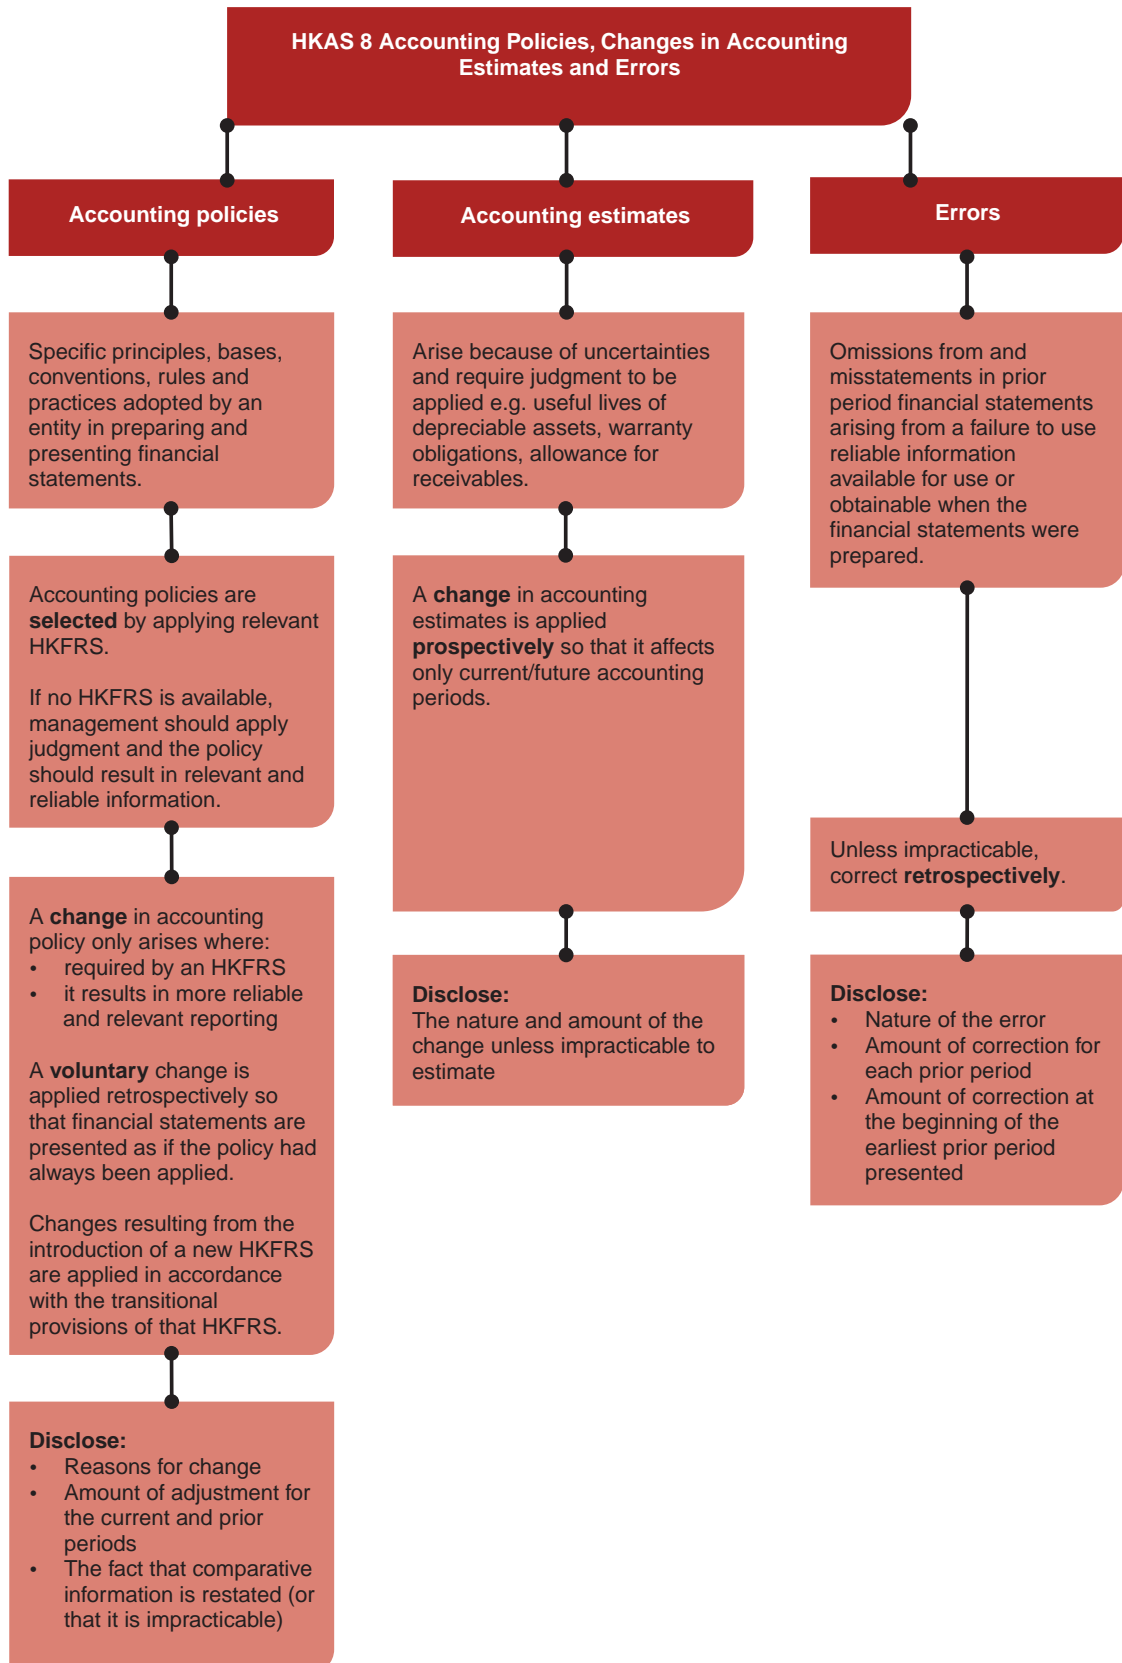 HKAS 8 Accounting Policies, Changes in Accounting
Estimates and Errors
Accounting policies
Specific principles, bases,
conventions, rules and
practices adopted by an
entity in preparing and
presenting financial
statements.
Accounting policies are
selected by applying relevant
HKFRS.
If no HKFRS is available,
management should apply
judgment and the policy
should result in relevant and
reliable information.
A change in accounting
policy only arises where:
• required by an HKFRS
• it results in more reliable
and relevant reporting
A voluntary change is
applied retrospectively so
that financial statements are
presented as if the policy had
always been applied.
Changes resulting from the
introduction of a new HKFRS
are applied in accordance
with the transitional
provisions of that HKFRS.
Disclose:
• Reasons for change
• Amount of adjustment for
the current and prior
periods
• The fact that comparative
information is restated (or
that it is impracticable)
Accounting estimates
Arise because of uncertainties
and require judgment to be
applied e.g. useful lives of
depreciable assets, warranty
obligations, allowance for
receivables.
A change in accounting
estimates is applied
prospectively so that it affects
only current/future accounting
periods.
Disclose:
The nature and amount of the
change unless impracticable to
estimate
Errors
Omissions from and
misstatements in prior
period financial statements
arising from a failure to use
reliable information
available for use or
obtainable when the
financial statements were
prepared.
Unless impracticable,
correct retrospectively.
Disclose:
• Nature of the error
• Amount of correction for
each prior period
• Amount of correction at
the beginning of the
earliest prior period
presented